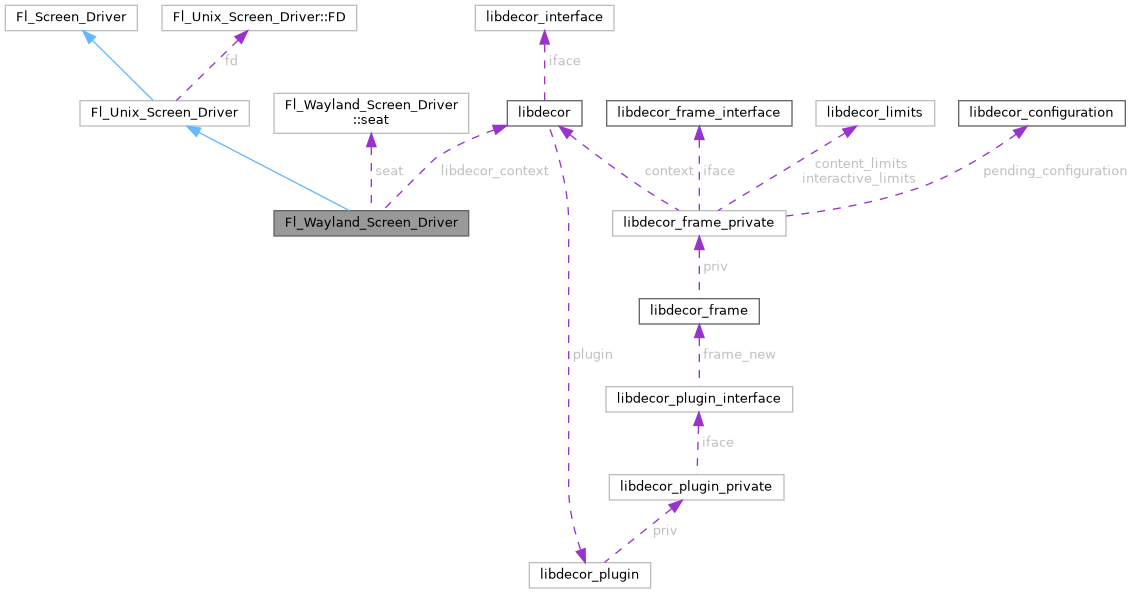 Fl_Screen_Driver
Fl_Unix_Screen_Driver::FD
libdecor_interface
fd
iface
Fl_Unix_Screen_Driver
Fl_Wayland_Screen_Driver
::seat
libdecor
libdecor_frame_interface
libdecor_limits
libdecor_configuration
seat
libdecor_context
context
iface
content_limits
interactive_limits
pending_configuration
Fl_Wayland_Screen_Driver
libdecor_frame_private
priv
libdecor_frame
plugin
frame_new
libdecor_plugin_interface
iface
libdecor_plugin_private
priv
libdecor_plugin